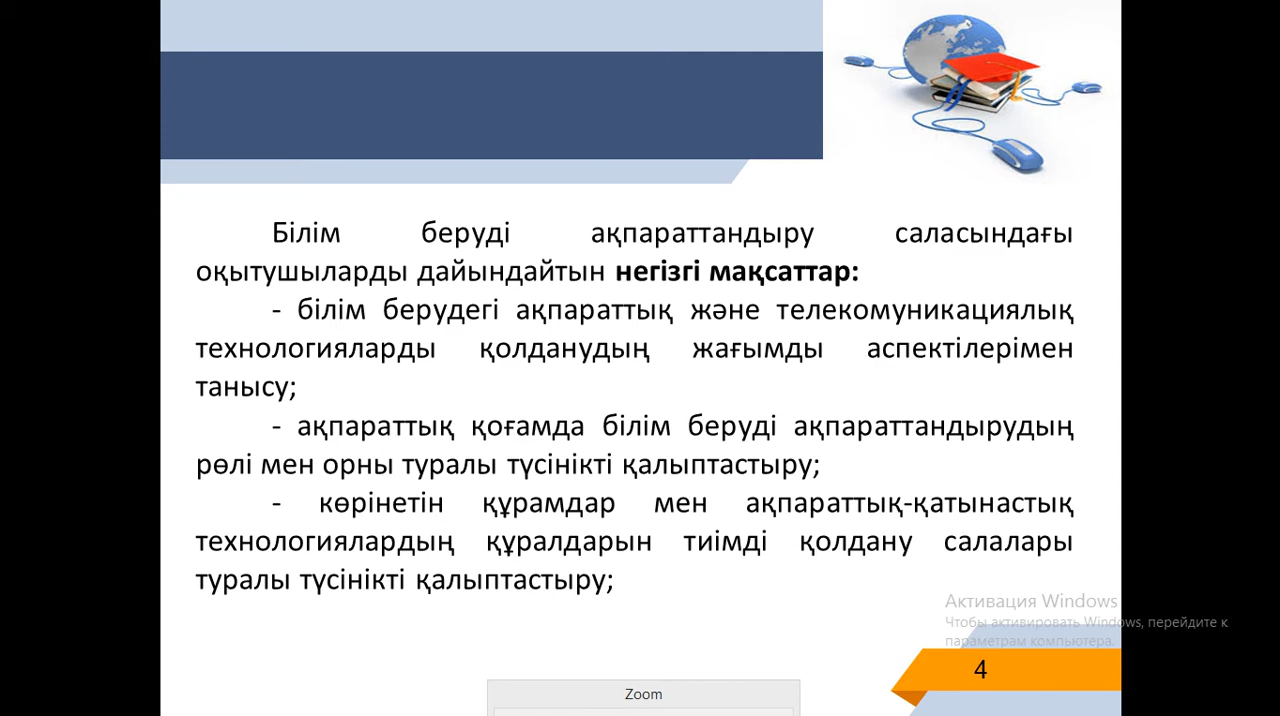 Білім беруді ақпараттандыру саласындағы
оқытушыларды дайындайтын негізгі мақсаттар:
- білім берудегі ақпараттық және телекомуникациялық
технологияларды қолданудың жағымды аспектілерімен
танысу;
- ақпараттық қоғамда білім беруді ақпараттандырудың
рөлі мен орны туралы түсінікті қалыптастыру;
- көрінетін құрамдар мен ақпараттық-қатынастық
технологиялардың құралдарын тиімді қолдану салалары
туралы түсінікті қалыптастыру;
Активация Windows
Чтобы активировать Windows, перейдите к
параметрам компьютера.
4
Zoom